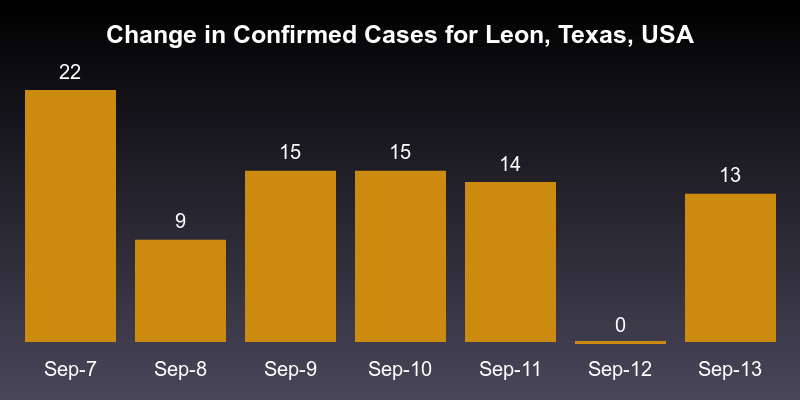 Change in Confirmed Cases for Leon, Texas, USA
22
9
15
15
14
0
13
Sep-7
Sep-8
Sep-9
Sep-10
Sep-11
Sep-12
Sep-13